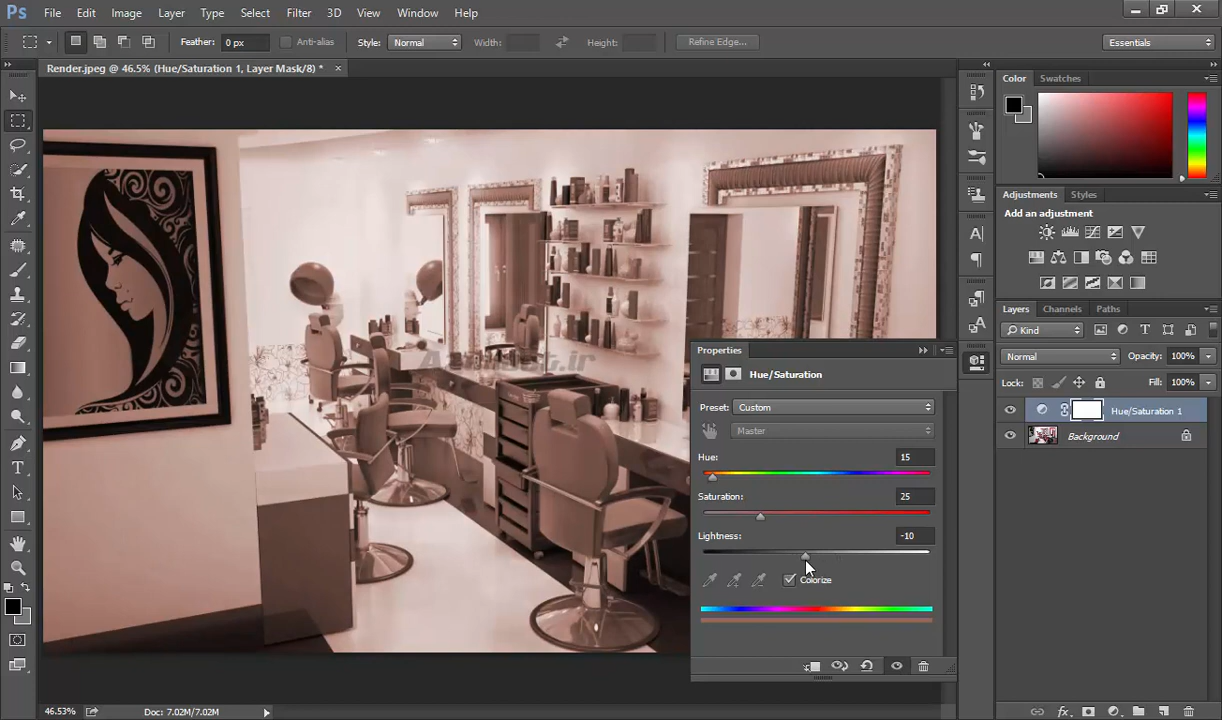 Ps File Edit Image Layer Type Select Filter 3D View Window Help
Feather: 0 px Anti-alias Style: Normal Width: Height: Refine Edge... Essentials
Render.jpeg @ 46.5% (Hue/Saturation 1, Layer Mask/8) * ×
Color Swatches
Adjustments Styles
Add an adjustment
Layers Channels Paths
Kind
Normal Opacity: 100%
Lock: Fill: 100%
Hue/Saturation 1
Background
Properties
Hue/Saturation
Preset: Custom
Master
Hue: 15
Saturation: 25
Lightness: -10
Colorize
46.53% Doc: 7.02M/7.02M